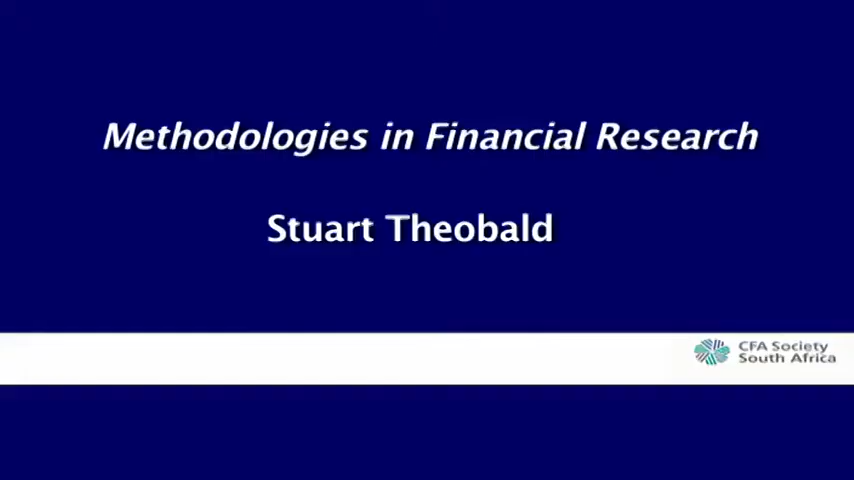 Methodologies in Financial Research
Stuart Theobald
CFA Society
South Africa